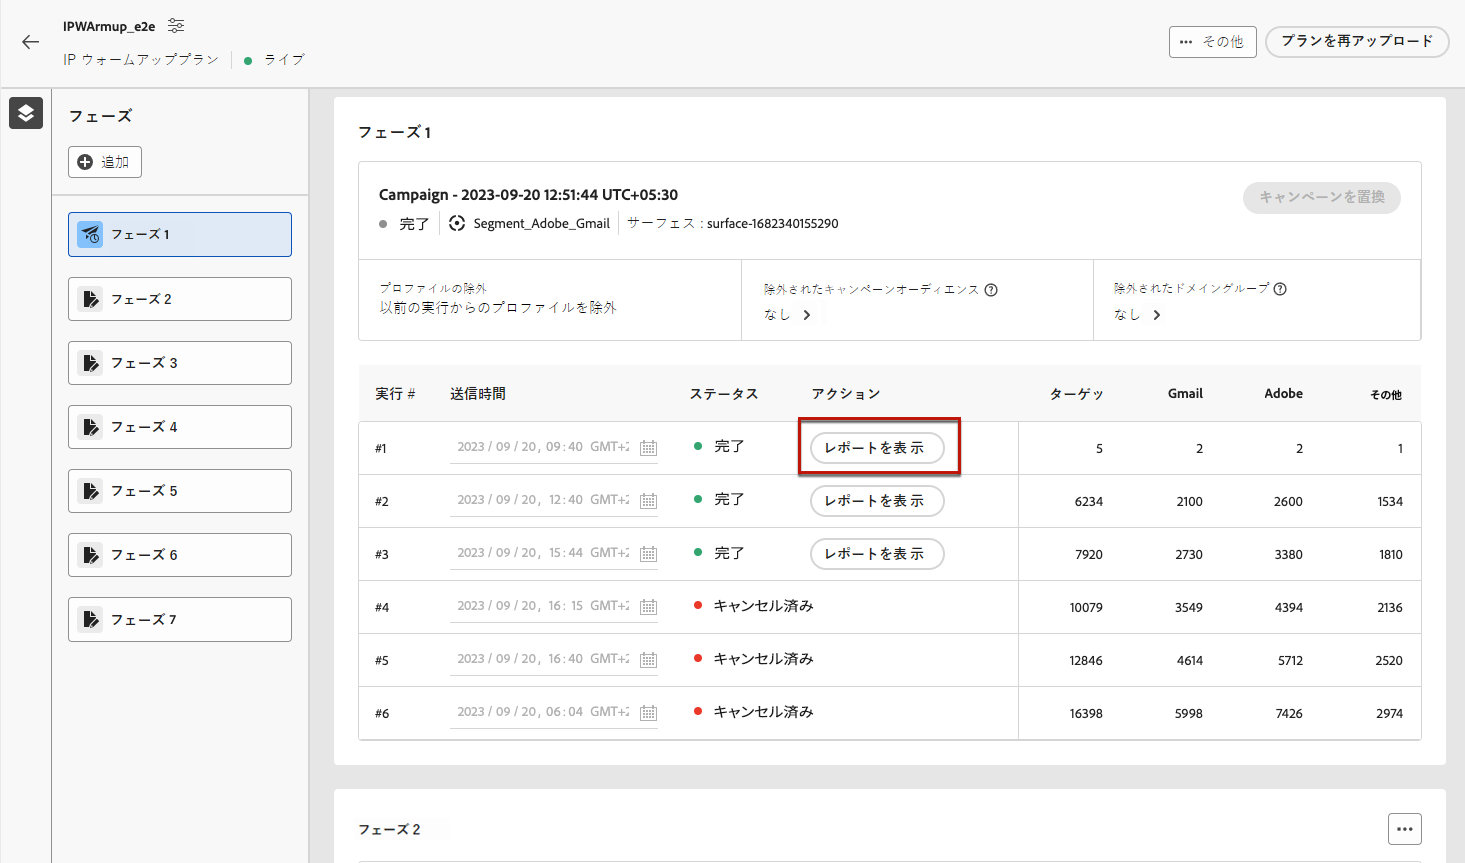 IPWArmup_e2e
IP ウォームアッププラン ライブ
その他
プランを再アップロード
フェーズ
追加
フェーズ 1
フェーズ 2
フェーズ 3
フェーズ 4
フェーズ 5
フェーズ 6
フェーズ 7
フェーズ 1
Campaign - 2023-09-20 12:51:44 UTC+05:30
キャンペーンを置換
完了 Segment_Adobe_Gmail サーフェス : surface-1682340155290
プロファイルの除外
以前の実行からのプロファイルを除外
除外されたキャンペーンオーディエンス
なし
除外されたドメイングループ
なし
実行 # 送信時間 ステータス アクション ターゲッ Gmail Adobe その他
#1 2023/09/20, 09:40 GMT+2 完了 レポートを表示 5 2 2 1
#2 2023/09/20, 12:40 GMT+2 完了 レポートを表示 6234 2100 2600 1534
#3 2023/09/20, 15:44 GMT+2 完了 レポートを表示 7920 2730 3380 1810
#4 2023/09/20, 16:15 GMT+2 キャンセル済み 10079 3549 4394 2136
#5 2023/09/20, 16:40 GMT+2 キャンセル済み 12846 4614 5712 2520
#6 2023/09/20, 06:04 GMT+2 キャンセル済み 16398 5998 7426 2974
フェーズ 2